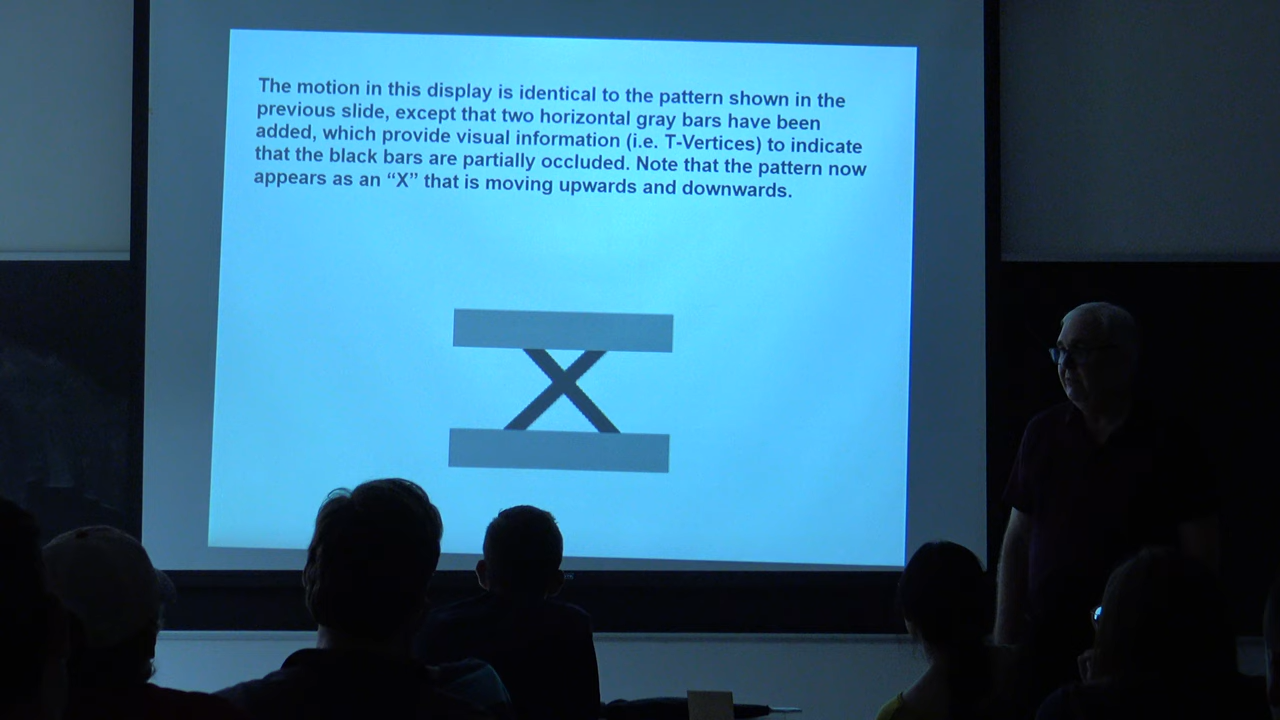 The motion in this display is identical to the pattern shown in the
previous slide, except that two horizontal gray bars have been
added, which provide visual information (i.e. T-Vertices) to indicate
that the black bars are partially occluded. Note that the pattern now
appears as an “X” that is moving upwards and downwards.